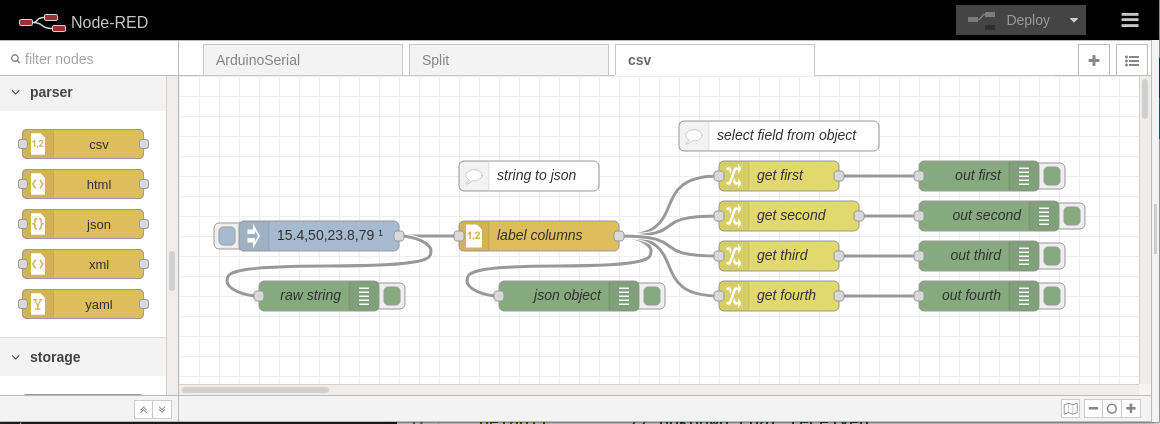 Node-RED
Deploy
filter nodes
ArduinoSerial
Split
csv
parser
csv
html
json
xml
yaml
storage
select field from object
string to json
15.4,50,23.8,79 ¹
label columns
raw string
json object
get first
out first
get second
out second
get third
out third
get fourth
out fourth